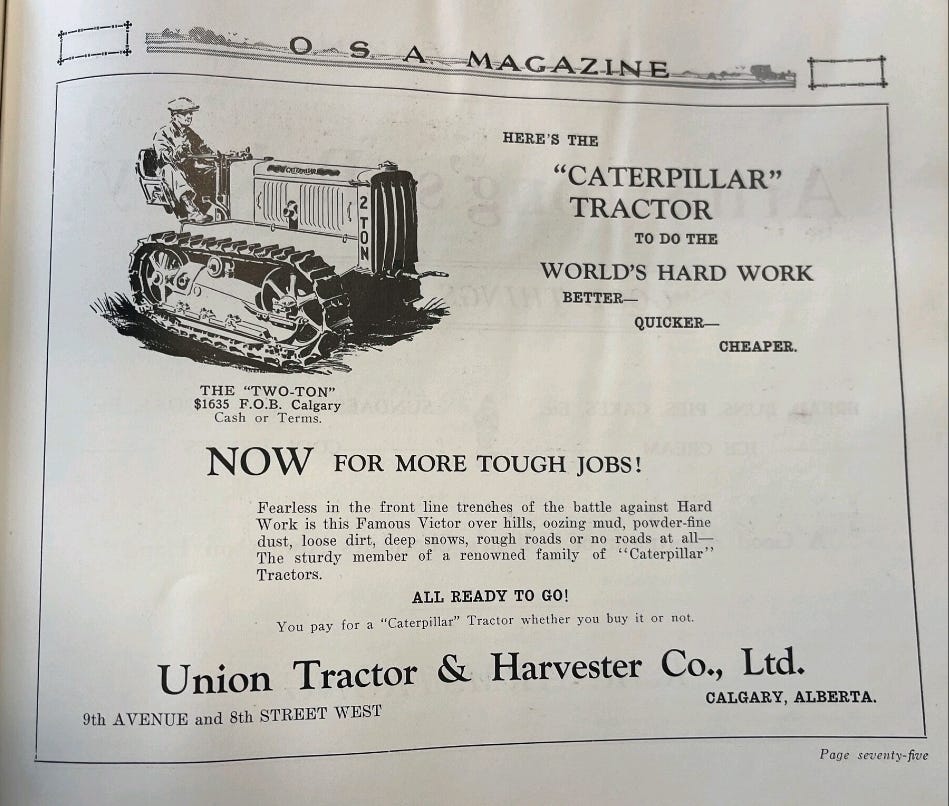 O S A MAGAZINE
HERE'S THE
"CATERPILLAR"
TRACTOR
TO DO THE
WORLD'S HARD WORK
BETTER—
QUICKER—
CHEAPER.
CATERPILLAR
2 TON
THE "TWO-TON"
$1635 F.O.B. Calgary
Cash or Terms.
NOW FOR MORE TOUGH JOBS!
Fearless in the front line trenches of the battle against Hard
Work is this Famous Victor over hills, oozing mud, powder-fine
dust, loose dirt, deep snows, rough roads or no roads at all—
The sturdy member of a renowned family of "Caterpillar"
Tractors.
ALL READY TO GO!
You pay for a "Caterpillar" Tractor whether you buy it or not.
Union Tractor & Harvester Co., Ltd.
CALGARY, ALBERTA.
9th AVENUE and 8th STREET WEST
Page seventy-five